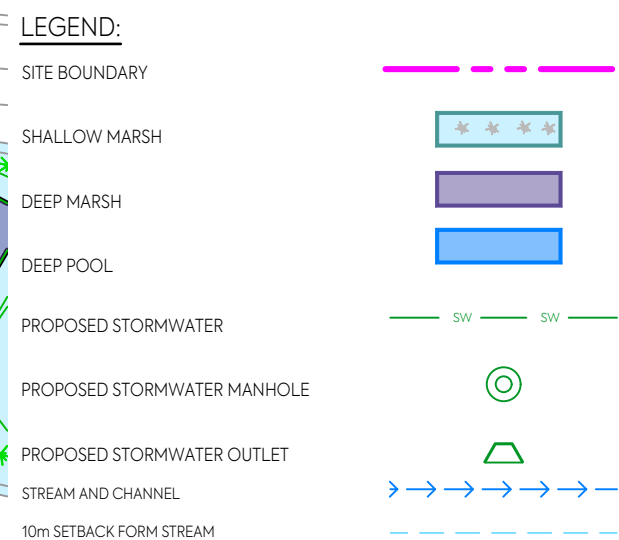 LEGEND:
SITE BOUNDARY
SHALLOW MARSH
DEEP MARSH
DEEP POOL
PROPOSED STORMWATER SW SW
PROPOSED STORMWATER MANHOLE
PROPOSED STORMWATER OUTLET
STREAM AND CHANNEL
10m SETBACK FORM STREAM